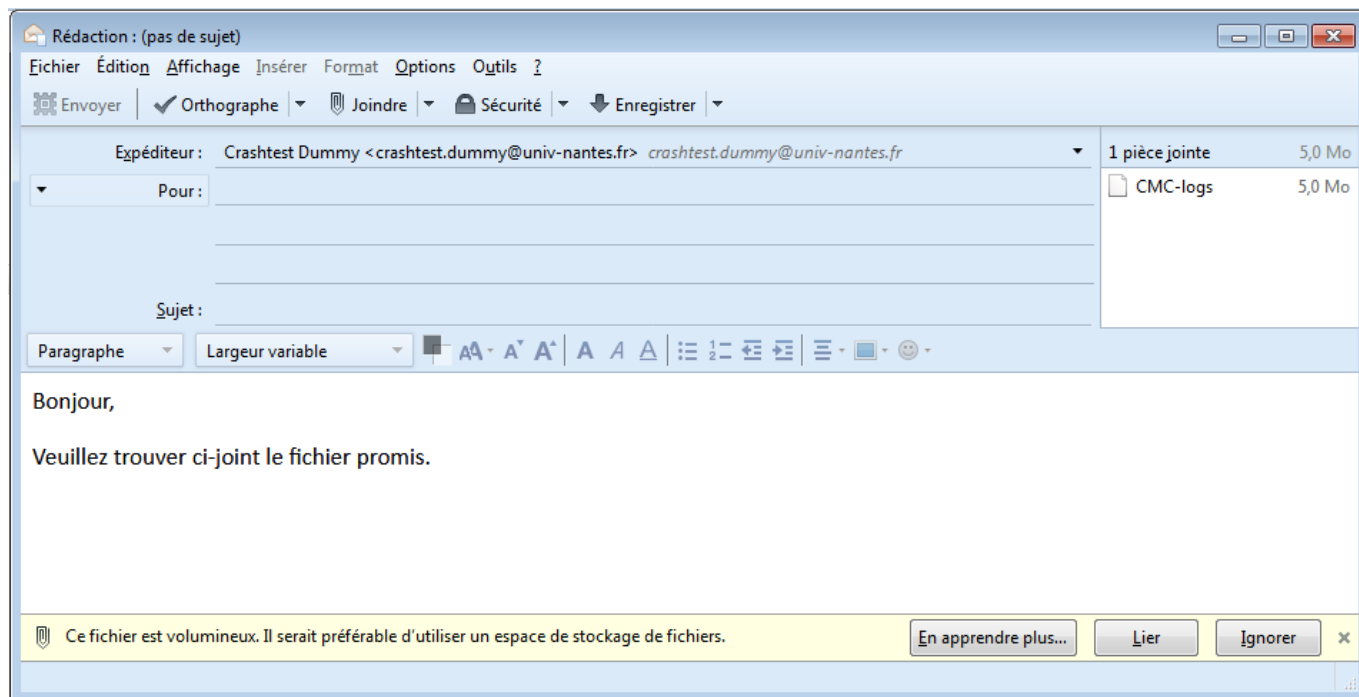 Rédaction : (pas de sujet)
Fichier Édition Affichage Insérer Format Options Outils ?
Envoyer Orthographe Joindre Sécurité Enregistrer
Expéditeur : Crashtest Dummy <crashtest.dummy@univ-nantes.fr> crashtest.dummy@univ-nantes.fr 1 pièce jointe 5,0 Mo
Pour : CMC-logs 5,0 Mo
Sujet :
Paragraphe Largeur variable
Bonjour,
Veuillez trouver ci-joint le fichier promis.
Ce fichier est volumineux. Il serait préférable d'utiliser un espace de stockage de fichiers. En apprendre plus... Lier Ignorer